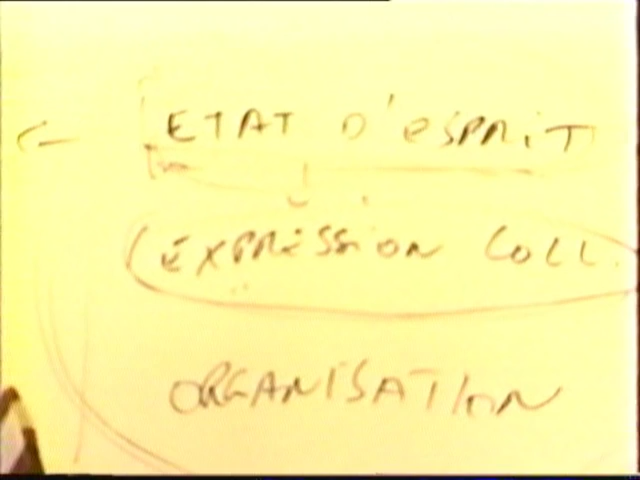 ETAT D'ESPRIT
EXPRESSION COLL.
ORGANISATION